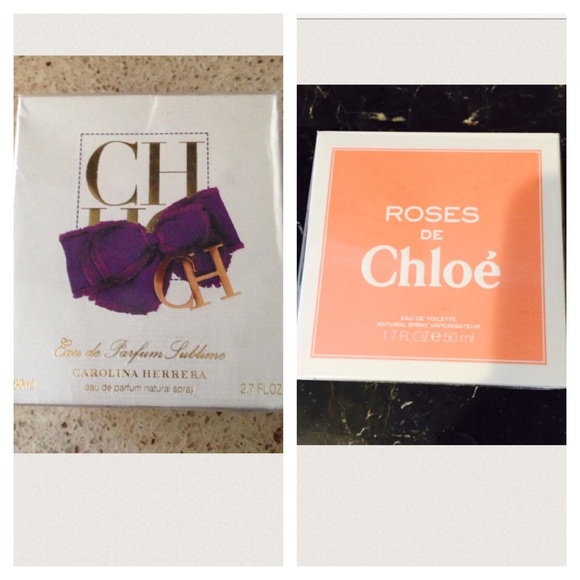 CH
CH
Eau de Parfum Sublime
CAROLINA HERRERA
eau de parfum natural spray
80ml 2.7 FL.OZ
ROSES
DE
Chloé
EAU DE TOILETTE
NATURAL SPRAY VAPORISATEUR
1.7 FL.OZ e 50 ml